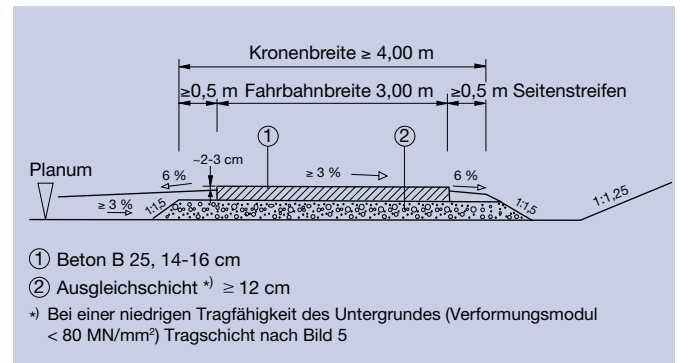 Kronenbreite ≥ 4,00 m
≥0,5 m Fahrbahnbreite 3,00 m ≥0,5 m Seitenstreifen
① ②
Planum
~2-3 cm
6 % ≥ 3 % 6 %
≥ 3 % 1:1,5 1:1,5 1:1,25
① Beton B 25, 14-16 cm
② Ausgleichschicht *) ≥ 12 cm
*) Bei einer niedrigen Tragfähigkeit des Untergrundes (Verformungsmodul
< 80 MN/mm²) Tragschicht nach Bild 5